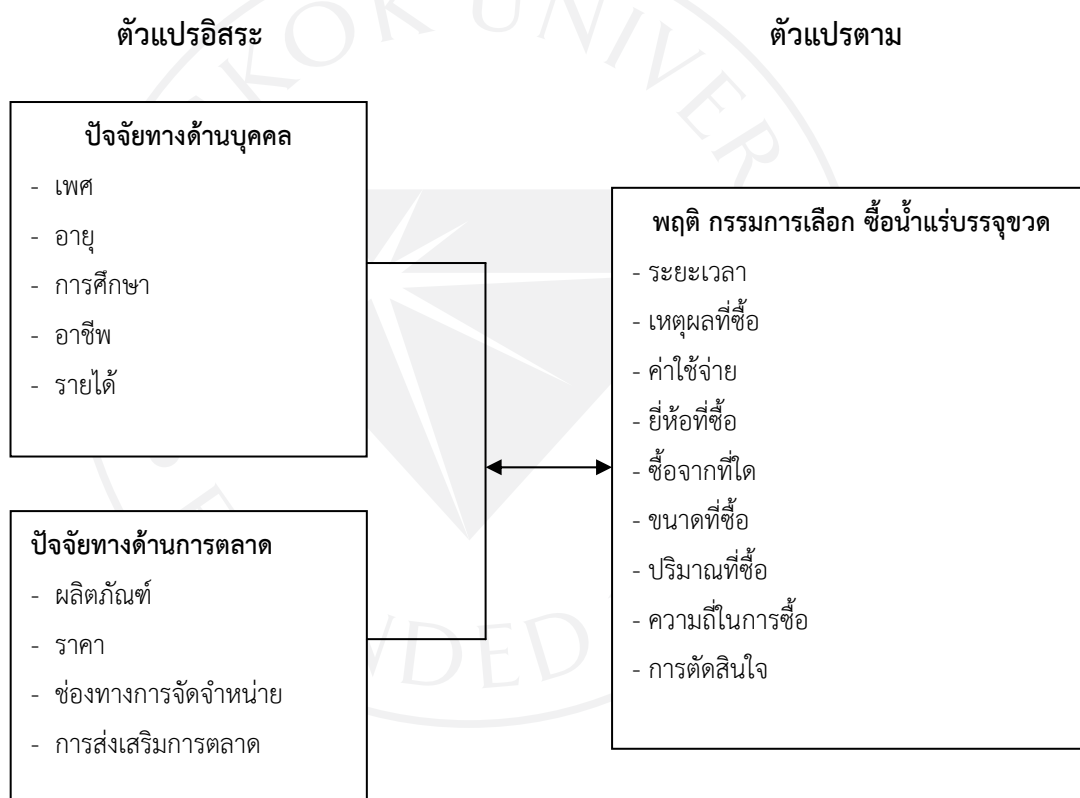 ตัวแปรอิสระ
ตัวแปรตาม
ปัจจัยทางด้านบุคคล
- เพศ
- อายุ
- การศึกษา
- อาชีพ
- รายได้
ปัจจัยทางด้านการตลาด
- ผลิตภัณฑ์
- ราคา
- ช่องทางการจัดจำหน่าย
- การส่งเสริมการตลาด
พฤติ กรรมการเลือก ซื้อน้ำแร่บรรจุขวด
- ระยะเวลา
- เหตุผลที่ซื้อ
- ค่าใช้จ่าย
- ยี่ห้อที่ซื้อ
- ซื้อจากที่ใด
- ขนาดที่ซื้อ
- ปริมาณที่ซื้อ
- ความถี่ในการซื้อ
- การตัดสินใจ
KOK UNIVER
NDED